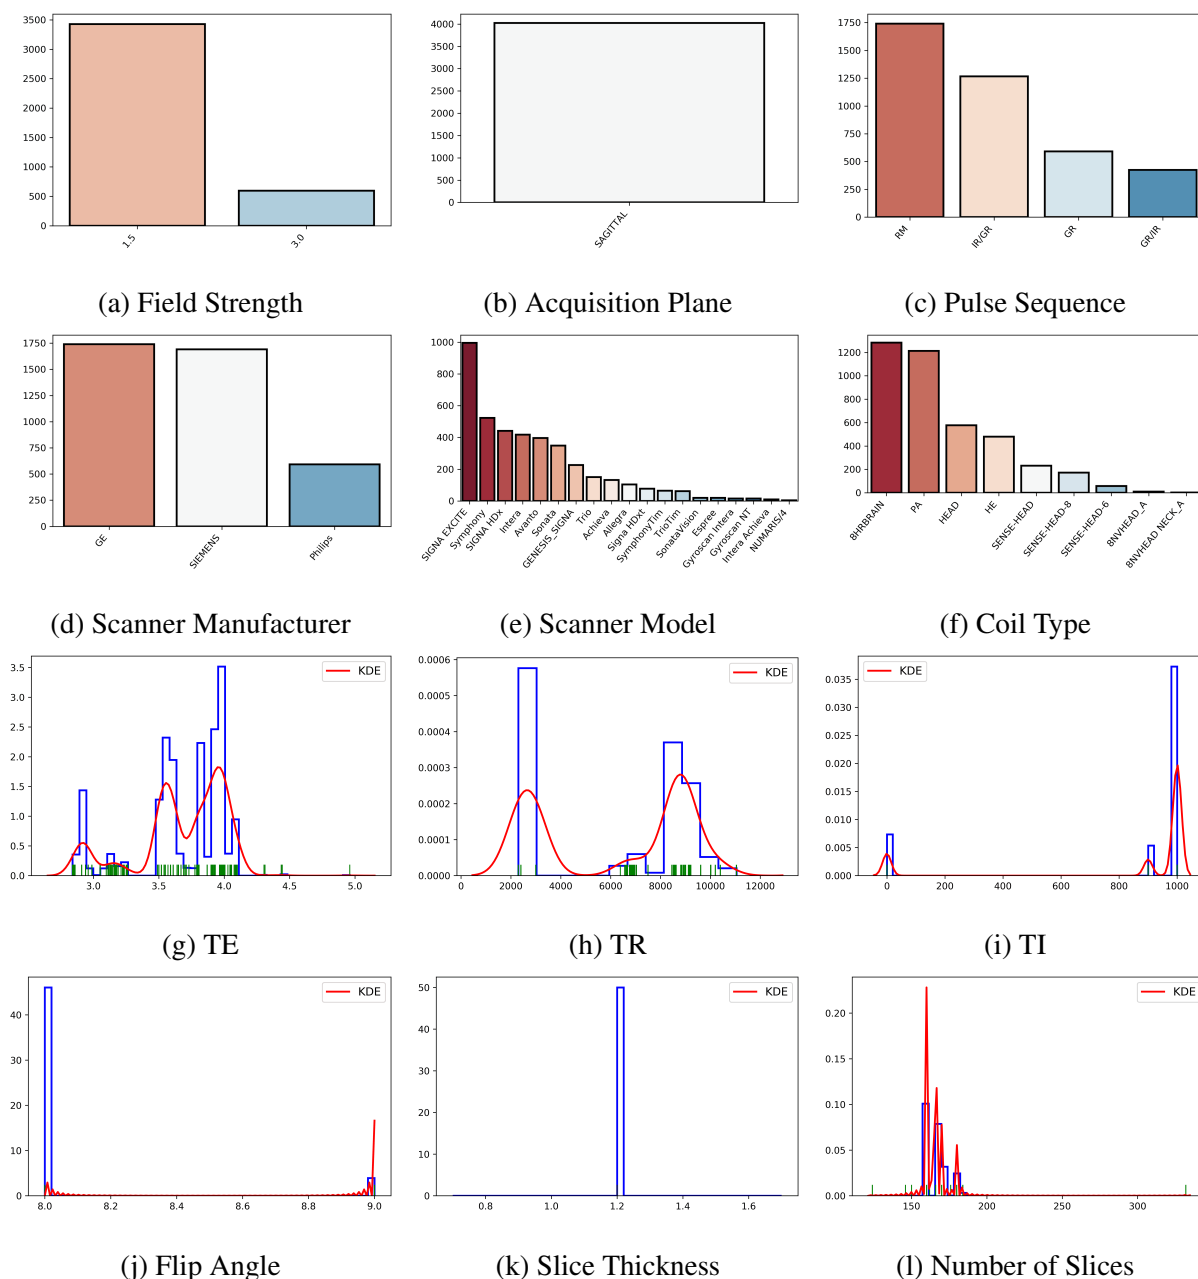 3500
3000
2500
2000
1500
1000
500
0
1.5
3.0
(a) Field Strength
4000
3500
3000
2500
2000
1500
1000
500
0
SAGITTAL
(b) Acquisition Plane
1750
1500
1250
1000
750
500
250
0
RM
IR/GR
GR
GR/IR
(c) Pulse Sequence
1750
1500
1250
1000
750
500
250
0
GE
SIEMENS
Philips
(d) Scanner Manufacturer
1000
800
600
400
200
0
SIGNA EXCITE
Symphony
SIGNA HDx
Intera
Avanto
Sonata
GENESIS_SIGNA
Trio
Achieva
Allegra
Signa HDxt
SymphonyTim
TrioTim
SonataVision
Espree
Gyroscan Intera
Gyroscan NT
Intera Achieva
NUMARIS/4
(e) Scanner Model
1200
1000
800
600
400
200
0
8HRBRAIN
PA
HEAD
HE
SENSE-HEAD
SENSE-HEAD-8
SENSE-HEAD-6
8NVHEAD_A
8NVHEAD NECK_A
(f) Coil Type
3.5
3.0
2.5
2.0
1.5
1.0
0.5
0.0
3.0 3.5 4.0 4.5 5.0
KDE
(g) TE
0.0006
0.0005
0.0004
0.0003
0.0002
0.0001
0.0000
0 2000 4000 6000 8000 10000 12000
KDE
(h) TR
0.035
0.030
0.025
0.020
0.015
0.010
0.005
0.000
0 200 400 600 800 1000
KDE
(i) TI
40
30
20
10
0
8.0 8.2 8.4 8.6 8.8 9.0
KDE
(j) Flip Angle
50
40
30
20
10
0
0.8 1.0 1.2 1.4 1.6
KDE
(k) Slice Thickness
0.20
0.15
0.10
0.05
0.00
150 200 250 300
KDE
(l) Number of Slices